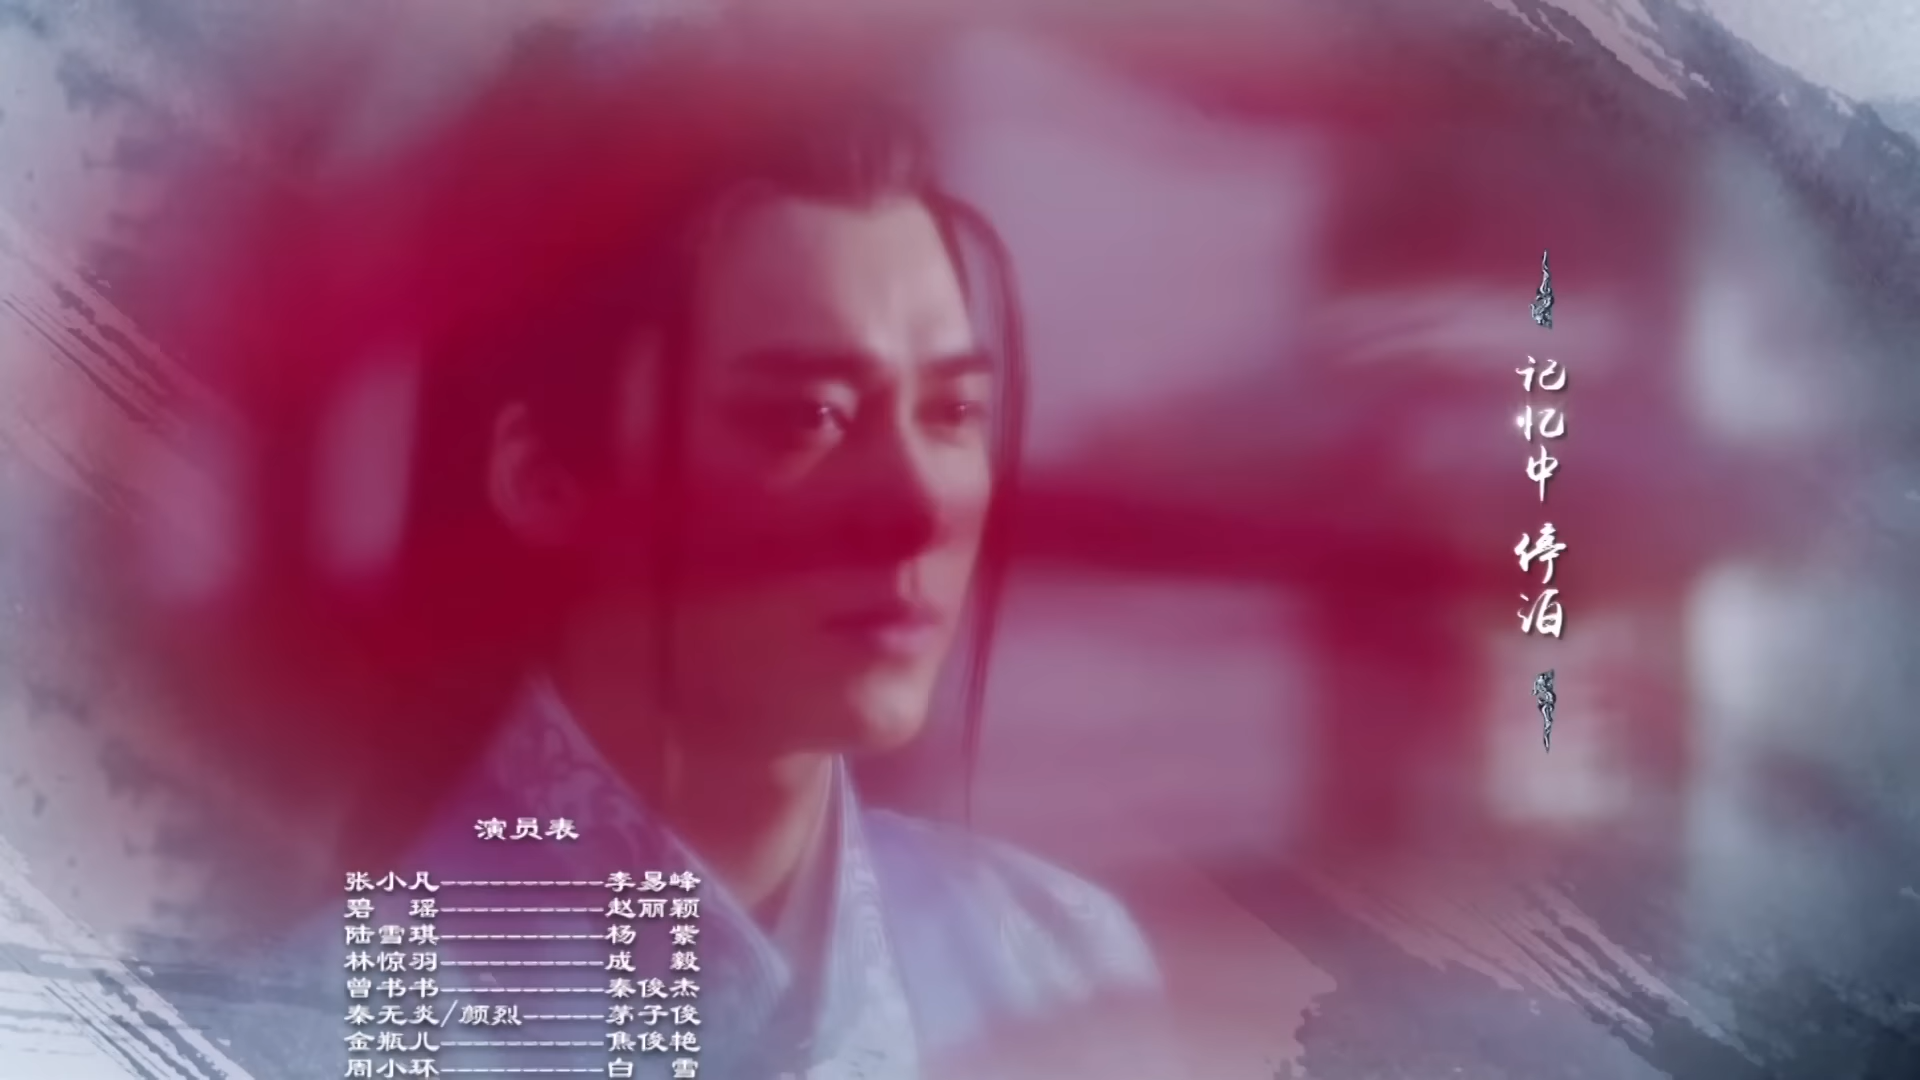 记忆中 停泊
演员表
张小凡----------李易峰
碧 瑶----------赵丽颖
陆雪琪----------杨 紫
林惊羽----------成 毅
曾书书----------秦俊杰
秦无炎/颜烈-----茅子俊
金瓶儿----------焦俊艳
周小环----------白 雪